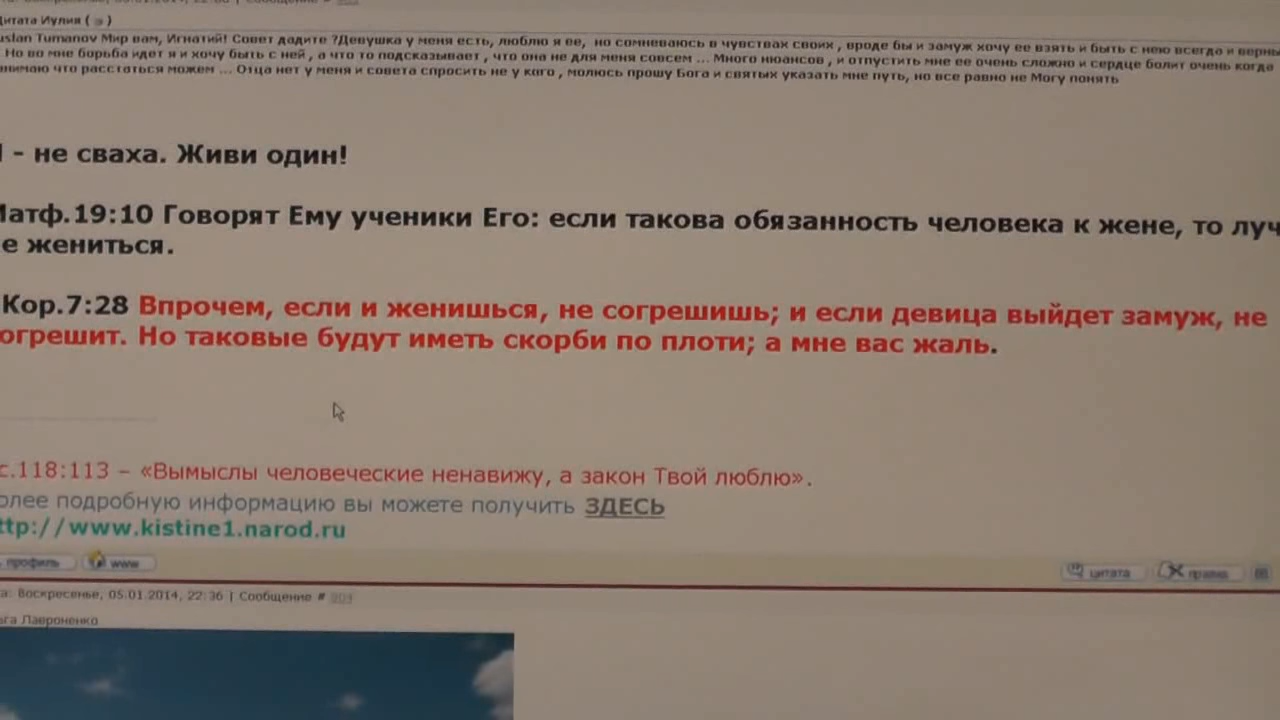 Цитата Иулия ( )
uslan Tumanov Мир вам, Игнатий! Совет дадите ?Девушка у меня есть, люблю я ее, но сомневаюсь в чувствах своих , вроде бы и замуж хочу ее взять и быть с нею всегда и верны
Но во мне борьба идет я и хочу быть с ней , а что то подсказывает , что она не для меня совсем ... Много нюансов , и отпустить мне ее очень сложно и сердце болит очень когда
нимаю что расстаться можем ... Отца нет у меня и совета спросить не у кого , молюсь прошу Бога и святых указать мне путь, но все равно не Могу понять
- не сваха. Живи один!
Матф.19:10 Говорят Ему ученики Его: если такова обязанность человека к жене, то луч
е жениться.
Кор.7:28 Впрочем, если и женишься, не согрешишь; и если девица выйдет замуж, не
огрешит. Но таковые будут иметь скорби по плоти; а мне вас жаль.
с.118:113 – «Вымыслы человеческие ненавижу, а закон Твой люблю».
олее подробную информацию вы можете получить ЗДЕСЬ
ttp://www.kistine1.narod.ru
профиль www цитата правка
та: Воскресенье, 05.01.2014, 22:36 | Сообщение #
ьга Лавроненко